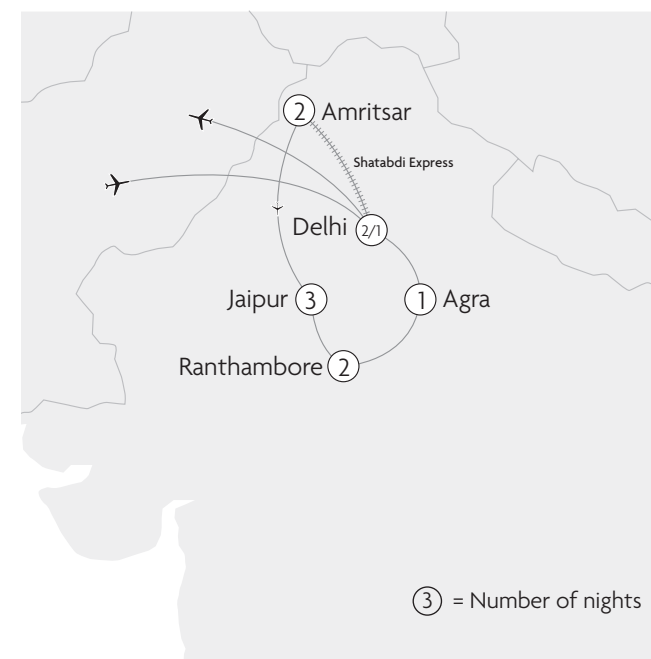 2 Amritsar
Shatabdi Express
Delhi 2/1
Jaipur 3
1 Agra
Ranthambore 2
3 = Number of nights